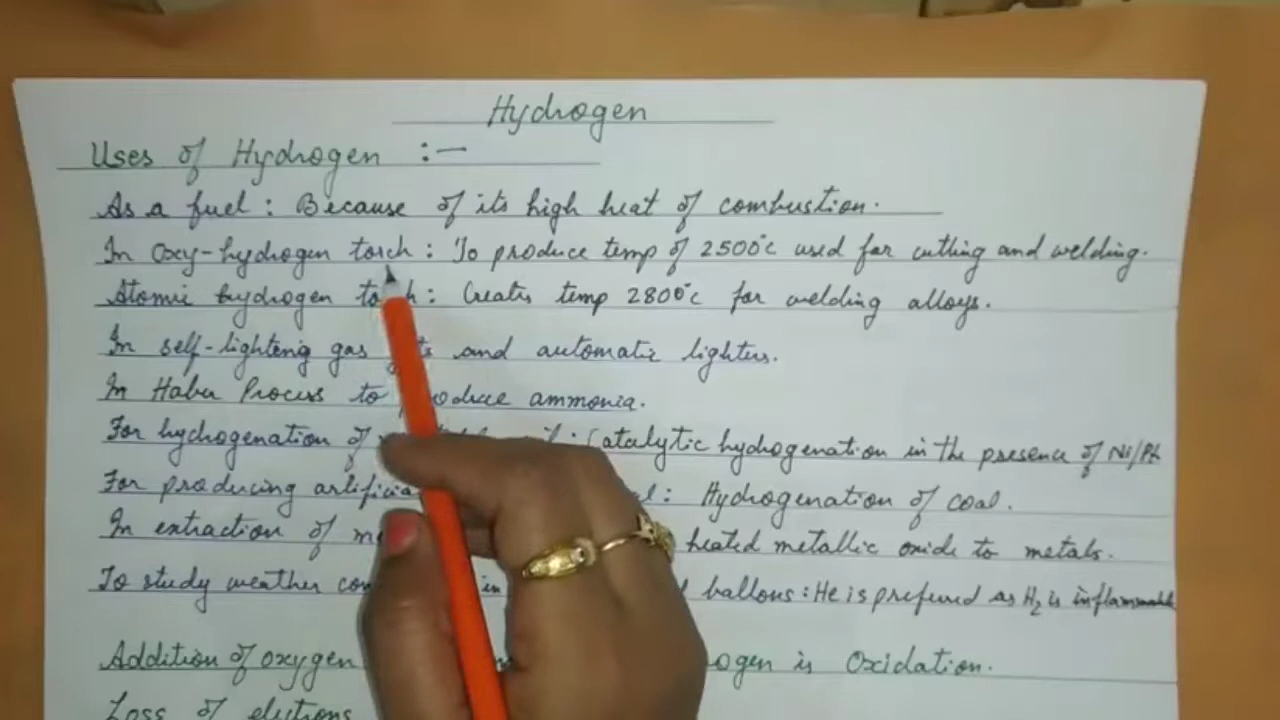 Hydrogen
Uses of Hydrogen :-
As a fuel : Because of its high heat of combustion.
In Oxy-hydrogen torch : To produce temp of 2500°c used for cutting and welding.
Atomic hydrogen : Creates temp 2800°c for welding alloys.
In self-lighting gas and automatic lighters.
In Haber Process to produce ammonia.
For hydrogenation of : Catalytic hydrogenation in the presence of Ni/Pt
For producing : Hydrogenation of coal.
In extraction of heated metallic oxide to metals.
To study weather in ballons : He is preferred as H2 is inflammable
Addition of oxygen is Oxidation.
Loss of electrons